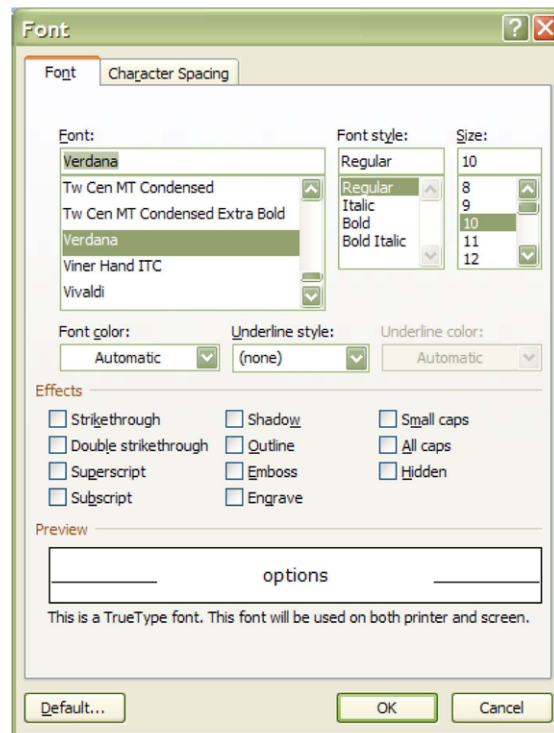 Font
Font Character Spacing
Font: Font style: Size:
Verdana Regular 10
Tw Cen MT Condensed Regular 8
Tw Cen MT Condensed Extra Bold Italic 9
Verdana Bold 10
Viner Hand ITC Bold Italic 11
Vivaldi 12
Font color: Underline style: Underline color:
Automatic (none) Automatic
Effects
Strikethrough Shadow Small caps
Double strikethrough Outline All caps
Superscript Emboss Hidden
Subscript Engrave
Preview
options
This is a TrueType font. This font will be used on both printer and screen.
Default... OK Cancel